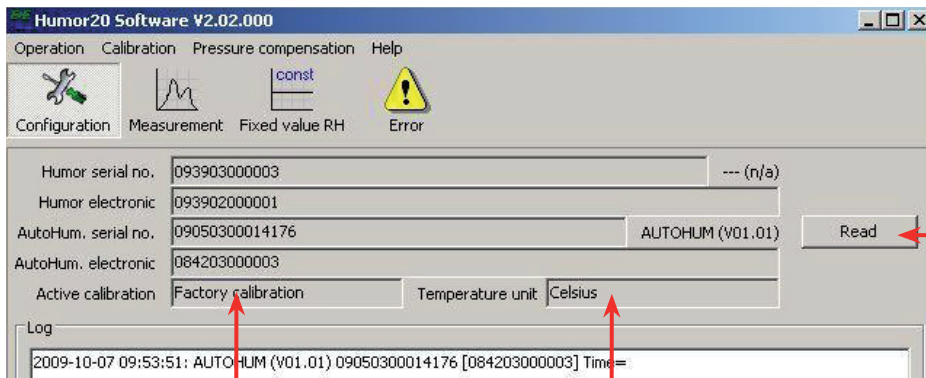 Humor20 Software V2.02.000
Operation Calibration Pressure compensation Help
const
Configuration Measurement Fixed value RH Error
Humor serial no. 093903000003 --- (n/a)
Humor electronic 093902000001
AutoHum. serial no. 09050300014176 AUTOHUM (V01.01) Read
AutoHum. electronic 084203000003
Active calibration Factory calibration Temperature unit Celsius
Log
2009-10-07 09:53:51: AUTOHUM (V01.01) 09050300014176 [084203000003] Time=